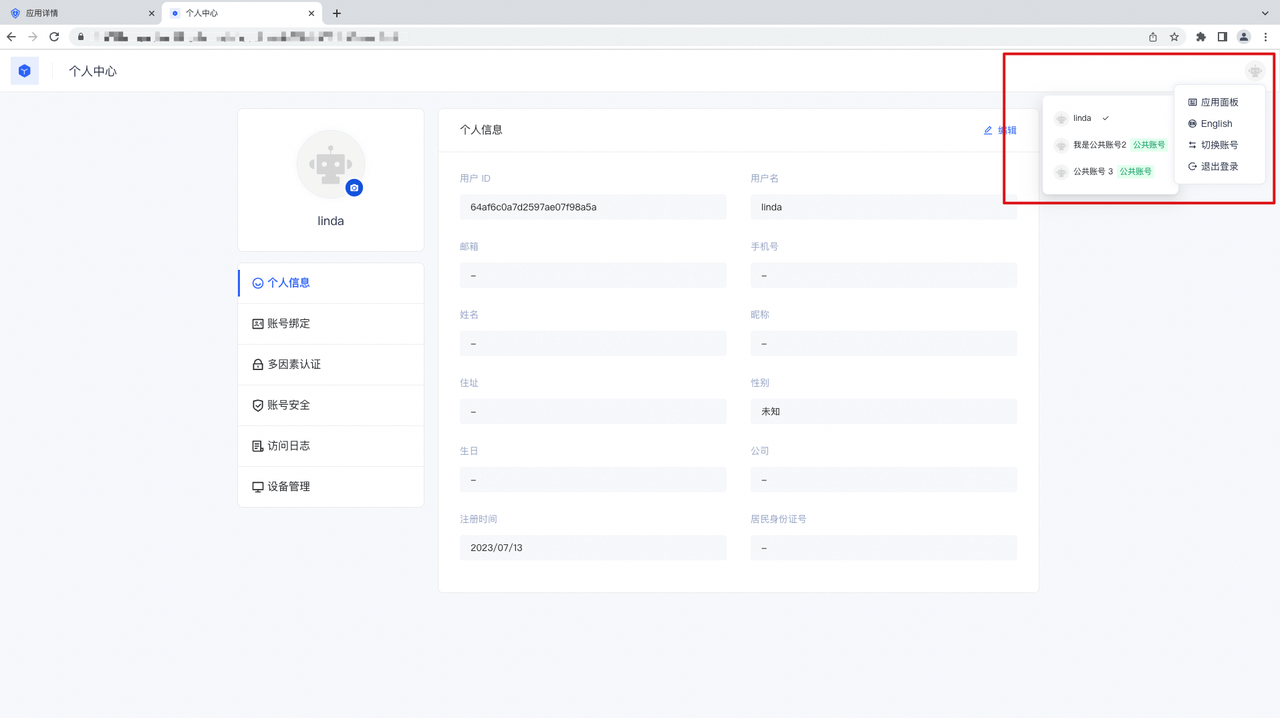 应用详情
个人中心
个人中心
linda
个人信息
账号绑定
多因素认证
账号安全
访问日志
设备管理
个人信息
编辑
用户 ID
64af6c0a7d2597ae07f98a5a
用户名
linda
邮箱
–
手机号
–
姓名
–
昵称
–
住址
–
性别
未知
生日
–
公司
–
注册时间
2023/07/13
居民身份证号
–
linda
我是公共账号2 公共账号
公共账号 3 公共账号
应用面板
English
切换账号
退出登录